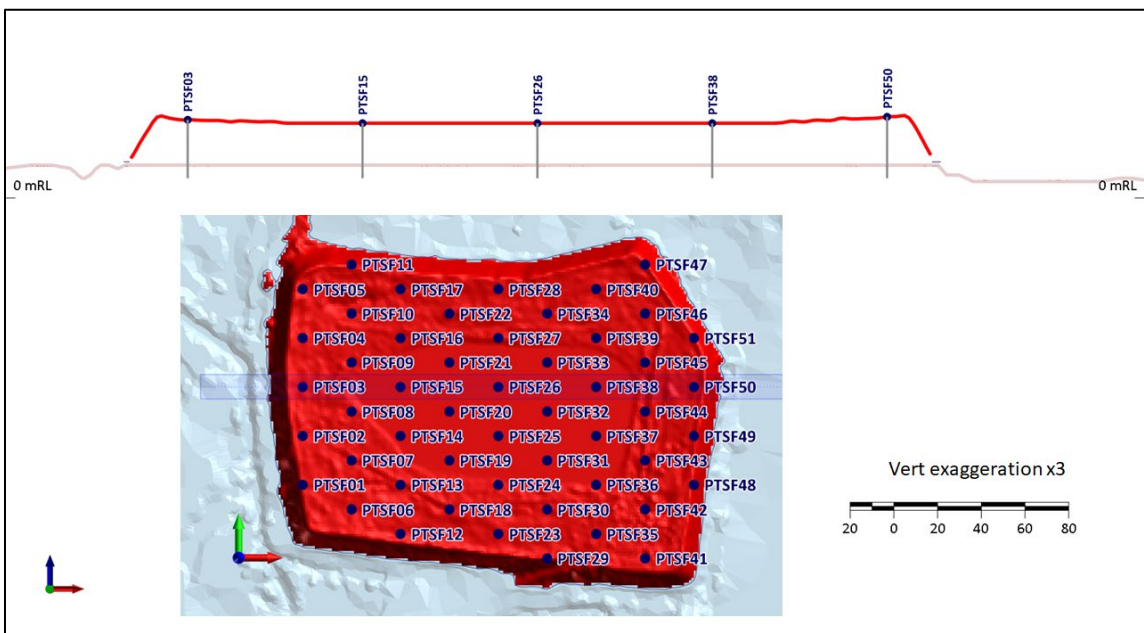 PTSF03 PTSF15 PTSF26 PTSF38 PTSF50
0 mRL 0 mRL
PTSF11 PTSF47
PTSF05 PTSF17 PTSF28 PTSF40
PTSF10 PTSF22 PTSF34 PTSF46
PTSF04 PTSF16 PTSF27 PTSF39 PTSF51
PTSF09 PTSF21 PTSF33 PTSF45
PTSF03 PTSF15 PTSF26 PTSF38 PTSF50
PTSF08 PTSF20 PTSF32 PTSF44
PTSF02 PTSF14 PTSF25 PTSF37 PTSF49
PTSF07 PTSF19 PTSF31 PTSF43
PTSF01 PTSF13 PTSF24 PTSF36 PTSF48
PTSF06 PTSF18 PTSF30 PTSF42
PTSF12 PTSF23 PTSF35
PTSF29 PTSF41
Vert exaggeration x3
20 0 20 40 60 80